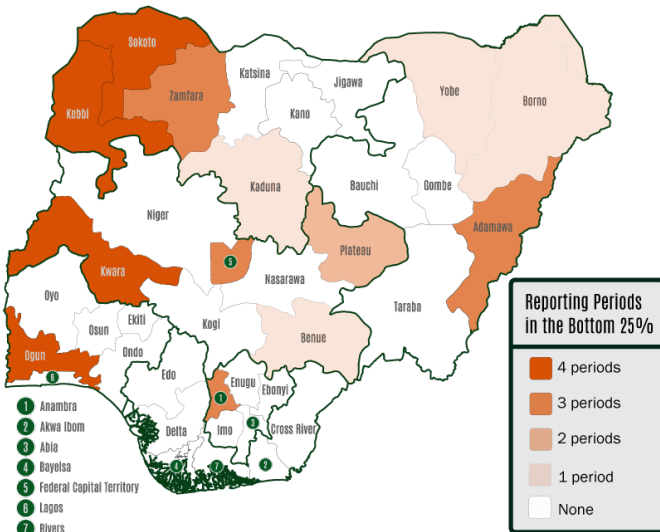 Sokoto
Katsina
Jigawa
Yobe
Borno
Zamfara
Kebbi
Kano
Kaduna
Bauchi
Gombe
Niger
Adamawa
Plateau
5
Kwara
Nasarawa
Taraba
Oyo
Osun
Ekiti
Kogi
Benue
Ogun
Ondo
6
Edo
Enugu
Ebonyi
1
Delta
Imo
3
Cross River
4
7
2
1 Anambra
2 Akwa Ibom
3 Abia
4 Bayelsa
5 Federal Capital Territory
6 Lagos
7 Rivers
Reporting Periods
in the Bottom 25%
4 periods
3 periods
2 periods
1 period
None